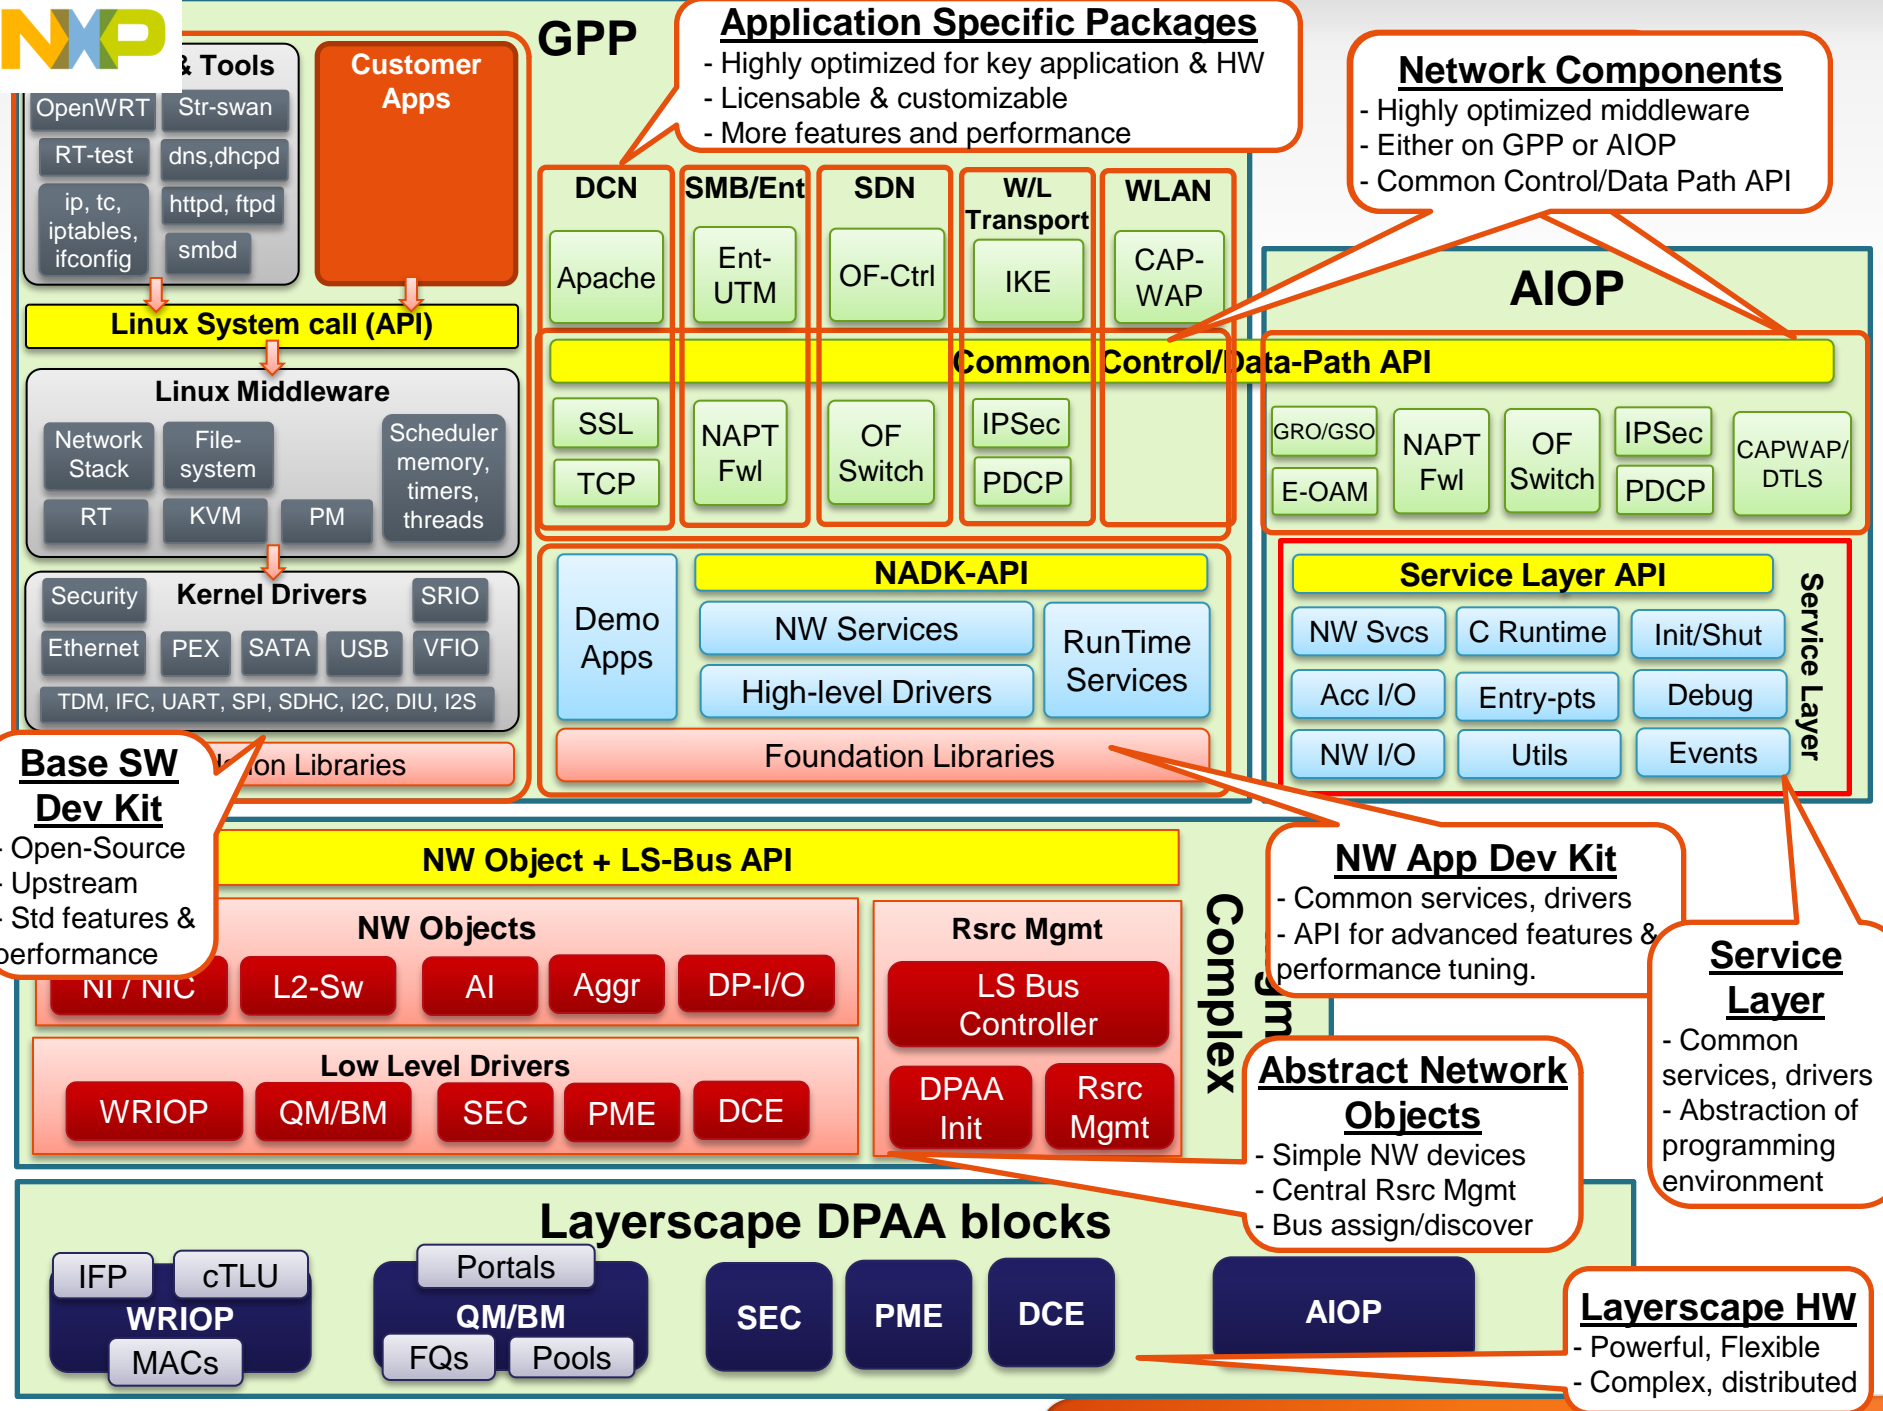 NXP
GPP
& Tools
OpenWRT
Str-swan
RT-test
dns,dhcpd
ip, tc,
iptables,
ifconfig
httpd, ftpd
smbd
Customer
Apps
Linux System call (API)
Linux Middleware
Network
Stack
File-
system
Scheduler
memory,
timers,
threads
RT
KVM
PM
Security
Kernel Drivers
SRIO
Ethernet
PEX
SATA
USB
VFIO
TDM, IFC, UART, SPI, SDHC, I2C, DIU, I2S
Libraries
Base SW
Dev Kit
- Open-Source
- Upstream
- Std features &
performance
Application Specific Packages
- Highly optimized for key application & HW
- Licensable & customizable
- More features and performance
DCN
SMB/Ent
SDN
W/L
Transport
WLAN
Apache
Ent-
UTM
OF-Ctrl
IKE
CAP-
WAP
Common Control/Data-Path API
SSL
TCP
NAPT
Fwl
OF
Switch
IPSec
PDCP
Demo
Apps
NADK-API
NW Services
High-level Drivers
RunTime
Services
Foundation Libraries
Network Components
- Highly optimized middleware
- Either on GPP or AIOP
- Common Control/Data Path API
AIOP
GRO/GSO
E-OAM
NAPT
Fwl
OF
Switch
IPSec
PDCP
CAPWAP/
DTLS
Service Layer API
NW Svcs
C Runtime
Init/Shut
Acc I/O
Entry-pts
Debug
NW I/O
Utils
Events
Service Layer
NW Object + LS-Bus API
NW Objects
NI / NIC
L2-Sw
AI
Aggr
DP-I/O
Low Level Drivers
WRIOP
QM/BM
SEC
PME
DCE
Rsrc Mgmt
LS Bus
Controller
DPAA
Init
Rsrc
Mgmt
Complex
NW App Dev Kit
- Common services, drivers
- API for advanced features &
performance tuning.
Service
Layer
- Common
services, drivers
- Abstraction of
programming
environment
Abstract Network
Objects
- Simple NW devices
- Central Rsrc Mgmt
- Bus assign/discover
Layerscape DPAA blocks
IFP
cTLU
WRIOP
MACs
Portals
QM/BM
FQs
Pools
SEC
PME
DCE
AIOP
Layerscape HW
- Powerful, Flexible
- Complex, distributed